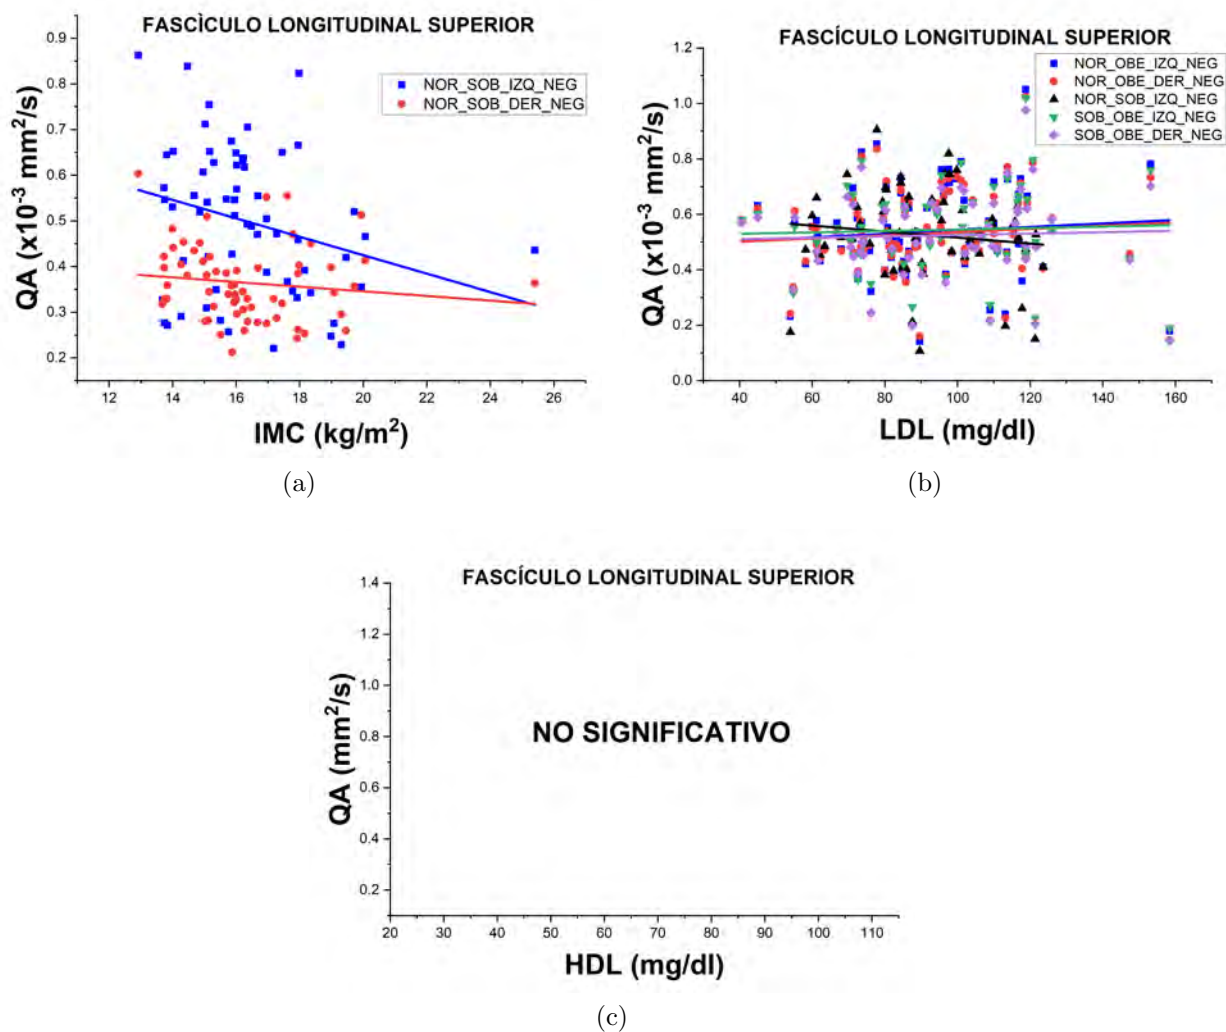 FASCÌCULO LONGITUDINAL SUPERIOR
NOR_SOB_IZQ_NEG
NOR_SOB_DER_NEG
QA (x10⁻³ mm²/s)
0.9
0.8
0.7
0.6
0.5
0.4
0.3
0.2
12 14 16 18 20 22 24 26
IMC (kg/m²)
(a)
FASCÍCULO LONGITUDINAL SUPERIOR
NOR_OBE_IZQ_NEG
NOR_OBE_DER_NEG
NOR_SOB_IZQ_NEG
SOB_OBE_IZQ_NEG
SOB_OBE_DER_NEG
QA (x10⁻³ mm²/s)
1.2
1.0
0.8
0.6
0.4
0.2
0.0
40 60 80 100 120 140 160
LDL (mg/dl)
(b)
FASCÍCULO LONGITUDINAL SUPERIOR
QA (mm²/s)
1.4
1.2
1.0
0.8
0.6
0.4
0.2
NO SIGNIFICATIVO
20 30 40 50 60 70 80 90 100 110
HDL (mg/dl)
(c)